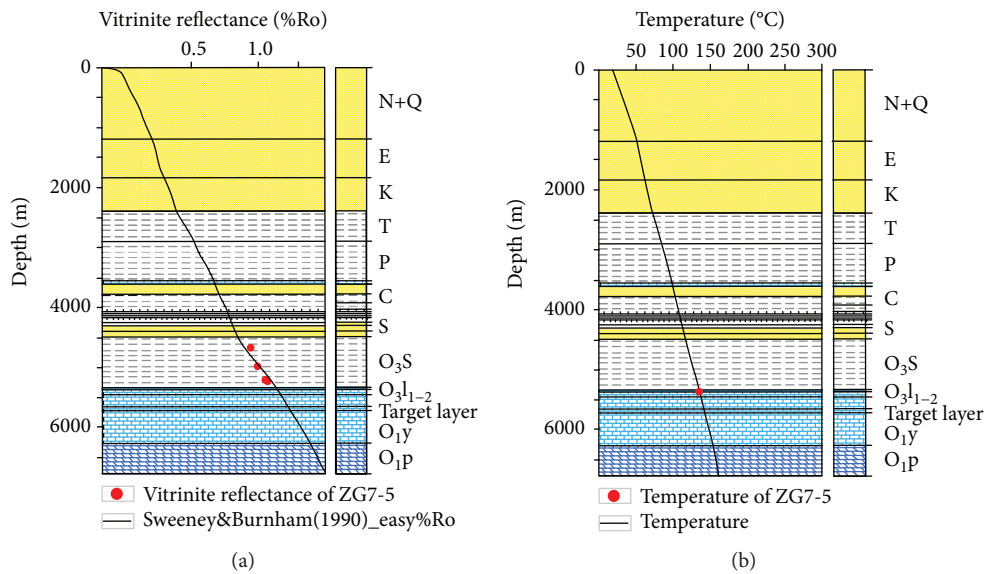 Vitrinite reflectance (%Ro)
0.5 1.0
0
2000
4000
6000
Depth (m)
N+Q
E
K
T
P
C
S
O₃S
O₃l₁₋₂
Target layer
O₁y
O₁p
Vitrinite reflectance of ZG7-5
Sweeney&Burnham(1990)_easy%Ro
(a)
Temperature (°C)
50 100 150 200 250 300
0
2000
4000
6000
Depth (m)
N+Q
E
K
T
P
C
S
O₃S
O₃l₁₋₂
Target layer
O₁y
O₁p
Temperature of ZG7-5
Temperature
(b)